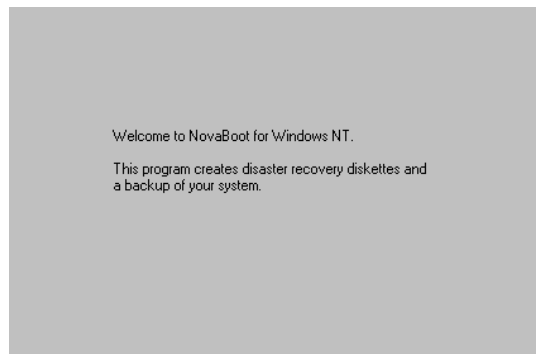 Welcome to NovaBoot for Windows NT.
This program creates disaster recovery diskettes and
a backup of your system.